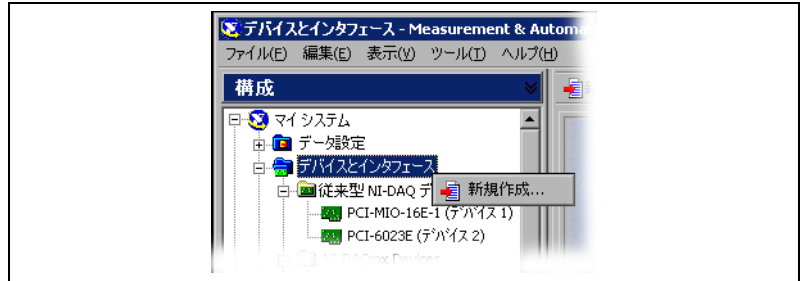 デバイスとインタフェース - Measurement & Autom
ファイル(F) 編集(E) 表示(V) ツール(T) ヘルプ(H)
構成
マイ システム
データ設定
デバイスとインタフェース
従来型 NI-DAQ デ
新規作成...
PCI-MIO-16E-1 (デバイス 1)
PCI-6023E (デバイス 2)
NI-DAQmx Devices